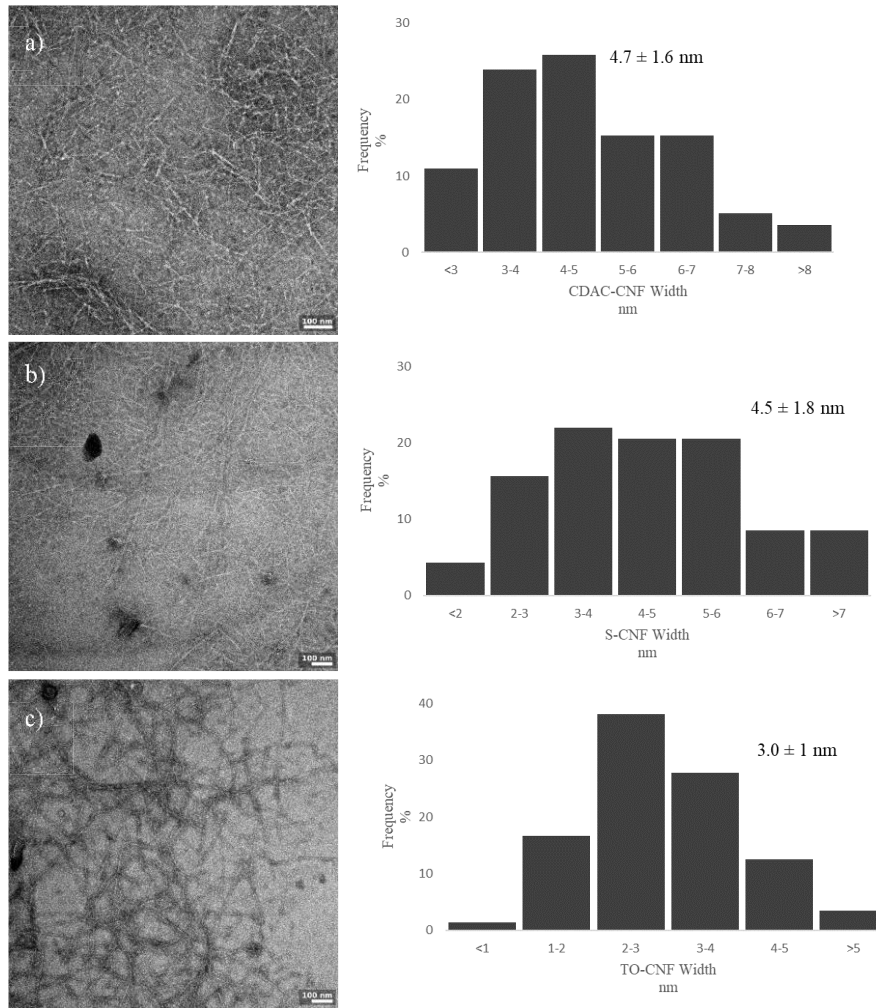 a)
100 nm
30
20
10
0
Frequency
%
4.7 ± 1.6 nm
<3 3-4 4-5 5-6 6-7 7-8 >8
CDAC-CNF Width
nm
b)
100 nm
30
20
10
0
Frequency
%
4.5 ± 1.8 nm
<2 2-3 3-4 4-5 5-6 6-7 >7
S-CNF Width
nm
c)
100 nm
40
30
20
10
0
Frequency
%
3.0 ± 1 nm
<1 1-2 2-3 3-4 4-5 >5
TO-CNF Width
nm